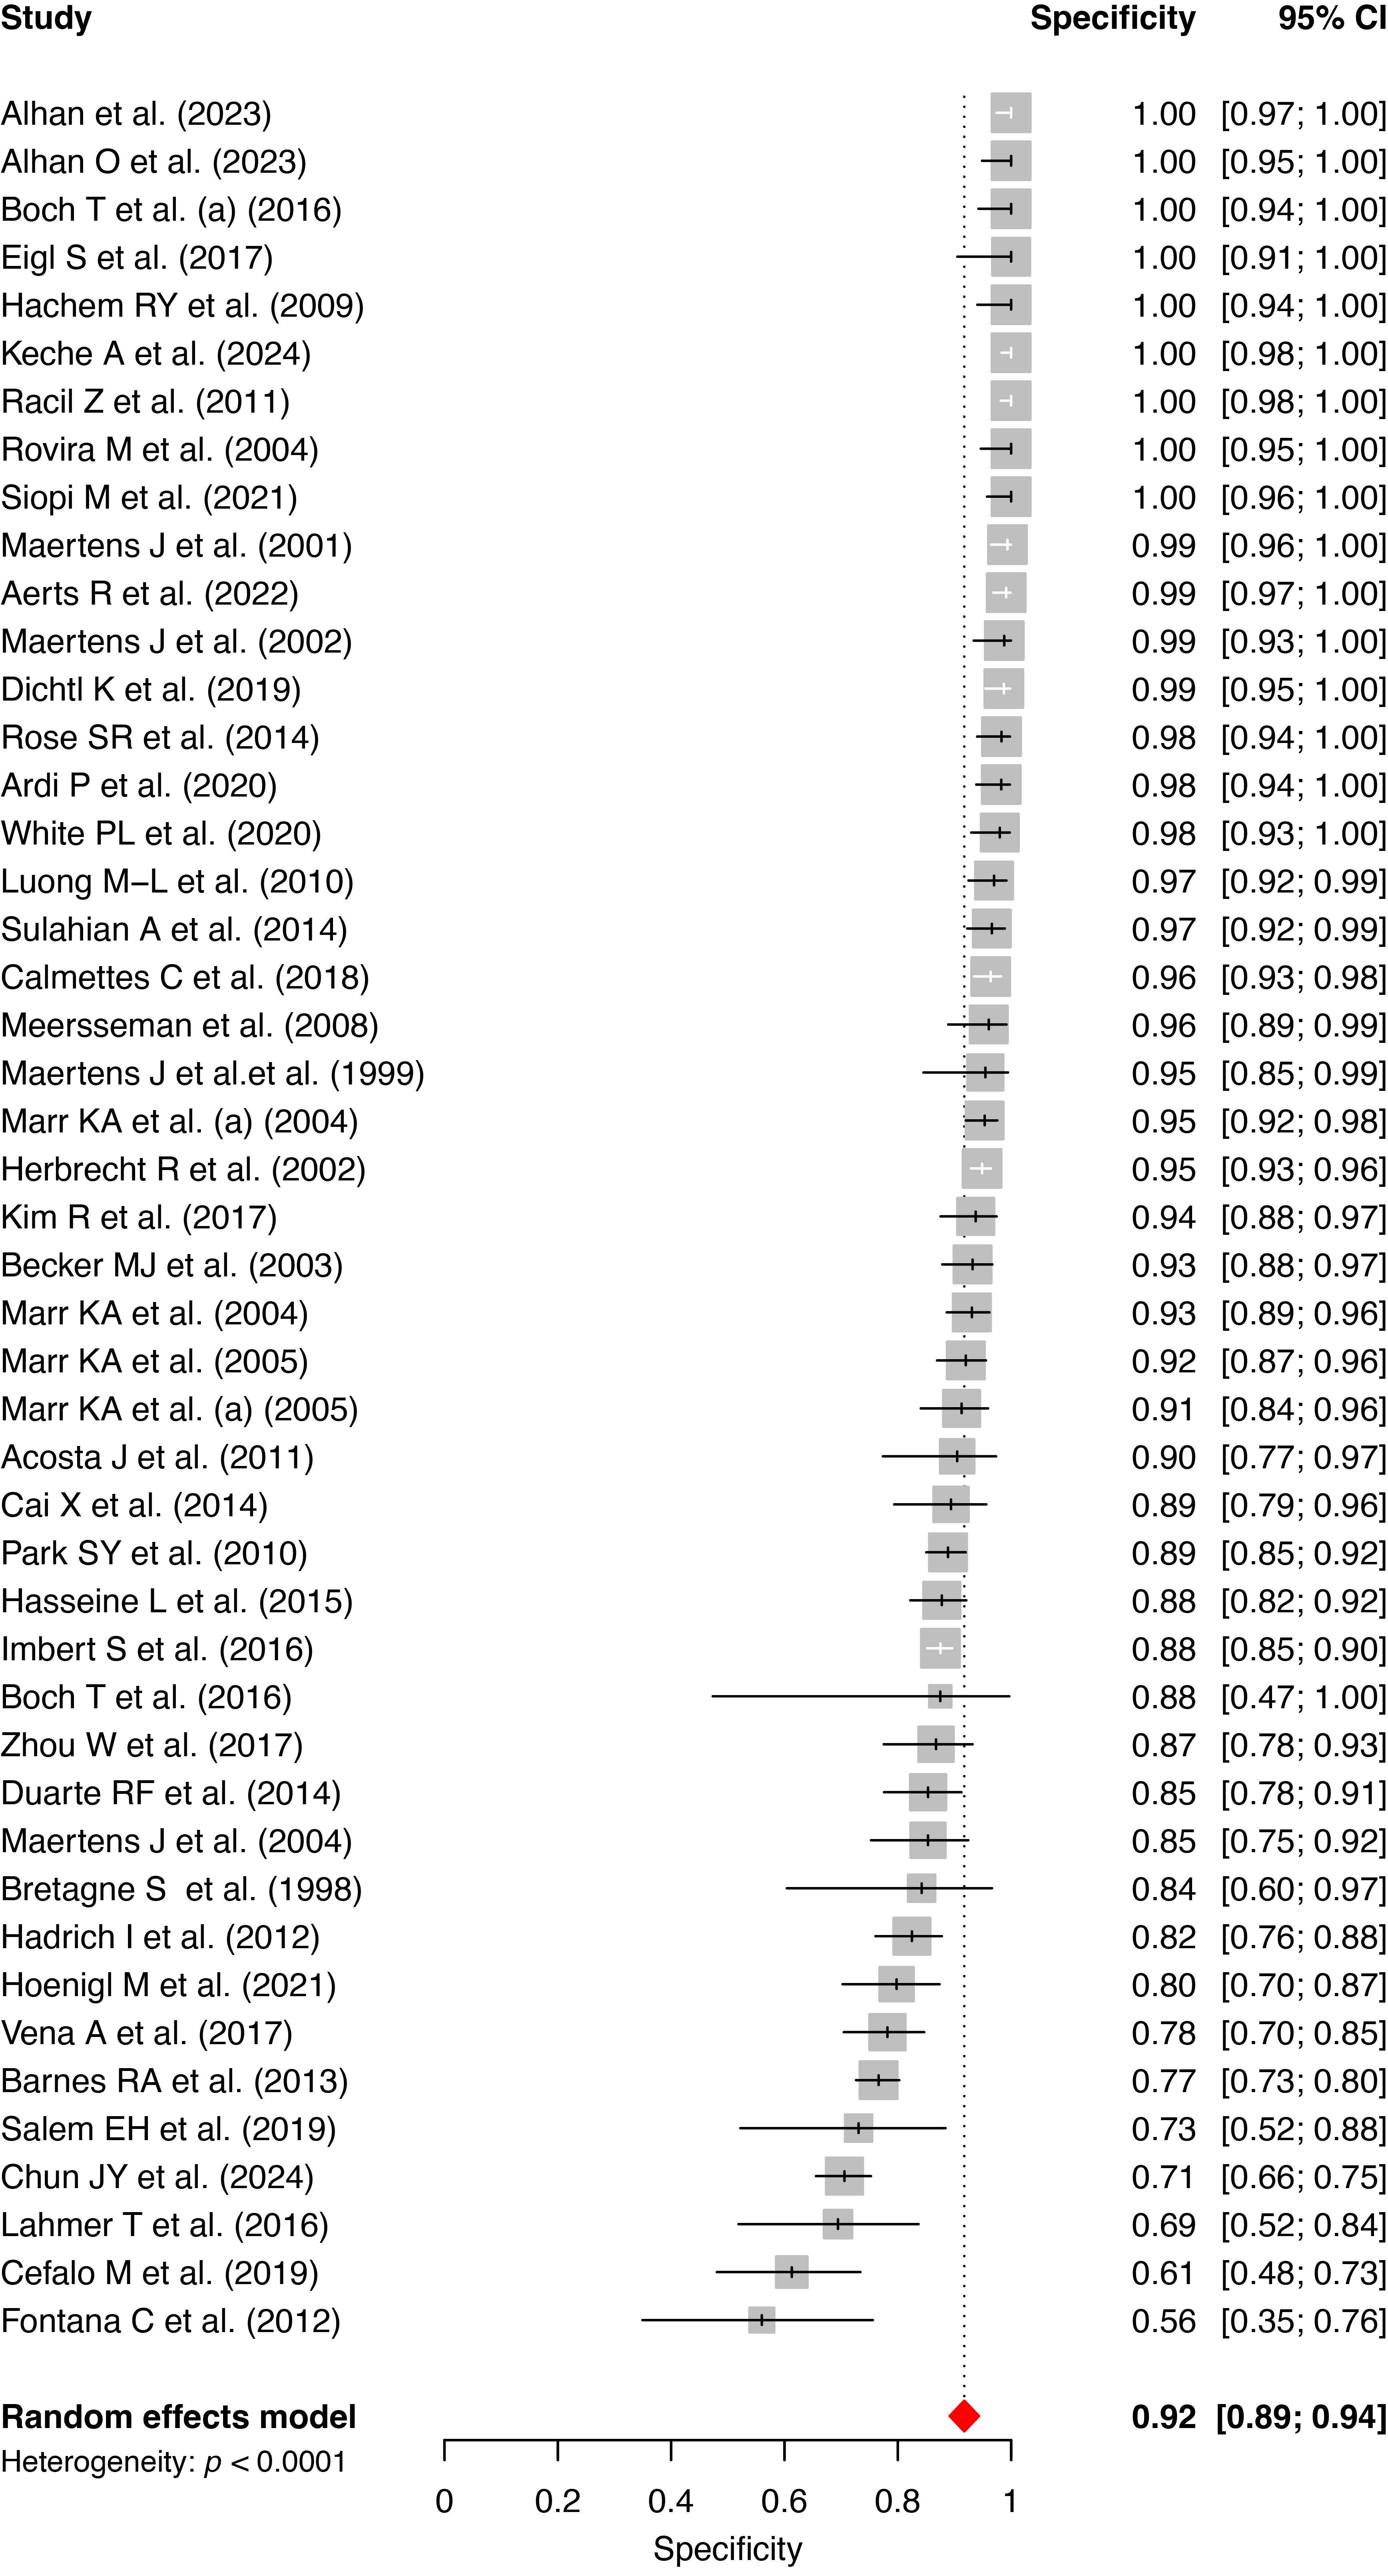 Study Specificity 95% CI
Alhan et al. (2023) 1.00 [0.97; 1.00]
Alhan O et al. (2023) 1.00 [0.95; 1.00]
Boch T et al. (a) (2016) 1.00 [0.94; 1.00]
Eigl S et al. (2017) 1.00 [0.91; 1.00]
Hachem RY et al. (2009) 1.00 [0.94; 1.00]
Keche A et al. (2024) 1.00 [0.98; 1.00]
Racil Z et al. (2011) 1.00 [0.98; 1.00]
Rovira M et al. (2004) 1.00 [0.95; 1.00]
Siopi M et al. (2021) 1.00 [0.96; 1.00]
Maertens J et al. (2001) 0.99 [0.96; 1.00]
Aerts R et al. (2022) 0.99 [0.97; 1.00]
Maertens J et al. (2002) 0.99 [0.93; 1.00]
Dichtl K et al. (2019) 0.99 [0.95; 1.00]
Rose SR et al. (2014) 0.98 [0.94; 1.00]
Ardi P et al. (2020) 0.98 [0.94; 1.00]
White PL et al. (2020) 0.98 [0.93; 1.00]
Luong M−L et al. (2010) 0.97 [0.92; 0.99]
Sulahian A et al. (2014) 0.97 [0.92; 0.99]
Calmettes C et al. (2018) 0.96 [0.93; 0.98]
Meersseman et al. (2008) 0.96 [0.89; 0.99]
Maertens J et al.et al. (1999) 0.95 [0.85; 0.99]
Marr KA et al. (a) (2004) 0.95 [0.92; 0.98]
Herbrecht R et al. (2002) 0.95 [0.93; 0.96]
Kim R et al. (2017) 0.94 [0.88; 0.97]
Becker MJ et al. (2003) 0.93 [0.88; 0.97]
Marr KA et al. (2004) 0.93 [0.89; 0.96]
Marr KA et al. (2005) 0.92 [0.87; 0.96]
Marr KA et al. (a) (2005) 0.91 [0.84; 0.96]
Acosta J et al. (2011) 0.90 [0.77; 0.97]
Cai X et al. (2014) 0.89 [0.79; 0.96]
Park SY et al. (2010) 0.89 [0.85; 0.92]
Hasseine L et al. (2015) 0.88 [0.82; 0.92]
Imbert S et al. (2016) 0.88 [0.85; 0.90]
Boch T et al. (2016) 0.88 [0.47; 1.00]
Zhou W et al. (2017) 0.87 [0.78; 0.93]
Duarte RF et al. (2014) 0.85 [0.78; 0.91]
Maertens J et al. (2004) 0.85 [0.75; 0.92]
Bretagne S et al. (1998) 0.84 [0.60; 0.97]
Hadrich I et al. (2012) 0.82 [0.76; 0.88]
Hoenigl M et al. (2021) 0.80 [0.70; 0.87]
Vena A et al. (2017) 0.78 [0.70; 0.85]
Barnes RA et al. (2013) 0.77 [0.73; 0.80]
Salem EH et al. (2019) 0.73 [0.52; 0.88]
Chun JY et al. (2024) 0.71 [0.66; 0.75]
Lahmer T et al. (2016) 0.69 [0.52; 0.84]
Cefalo M et al. (2019) 0.61 [0.48; 0.73]
Fontana C et al. (2012) 0.56 [0.35; 0.76]
Random effects model 0.92 [0.89; 0.94]
Heterogeneity: p < 0.0001
0 0.2 0.4 0.6 0.8 1
Specificity